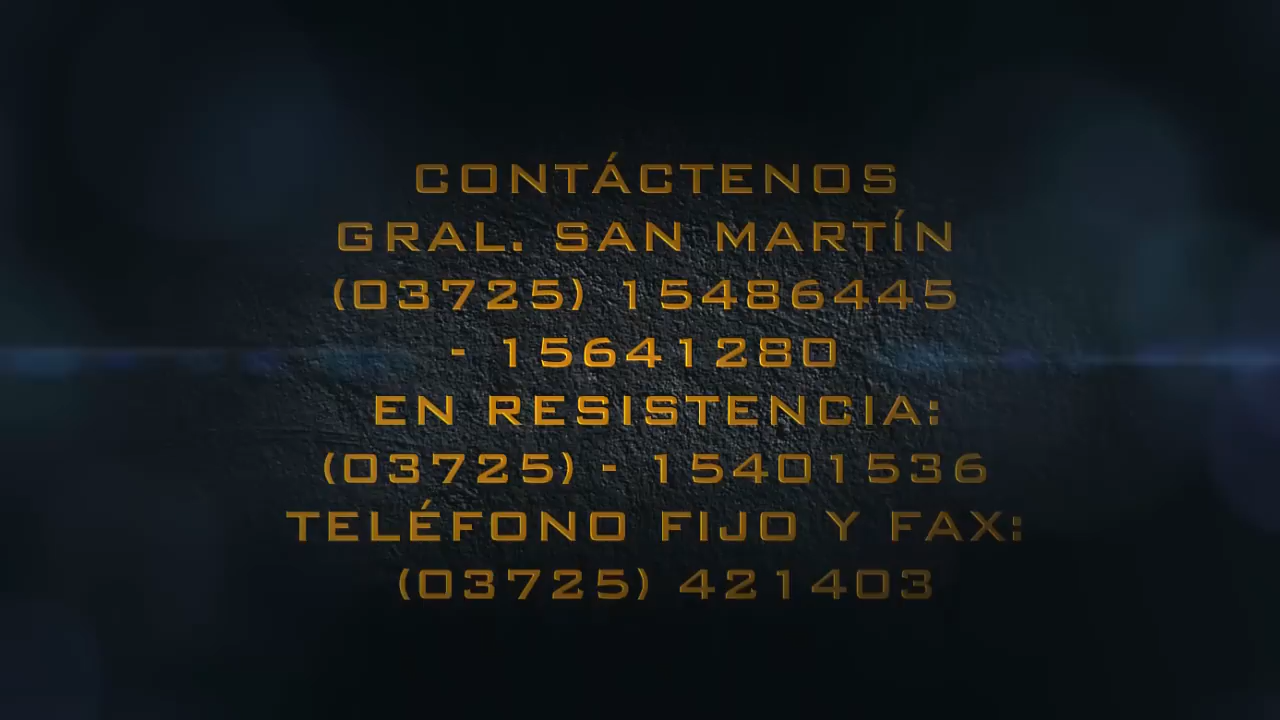 CONTÁCTENOS
GRAL. SAN MARTÍN
(03725) 15486445
- 15641280
EN RESISTENCIA:
(03725) - 15401536
TELÉFONO FIJO Y FAX:
(03725) 421403